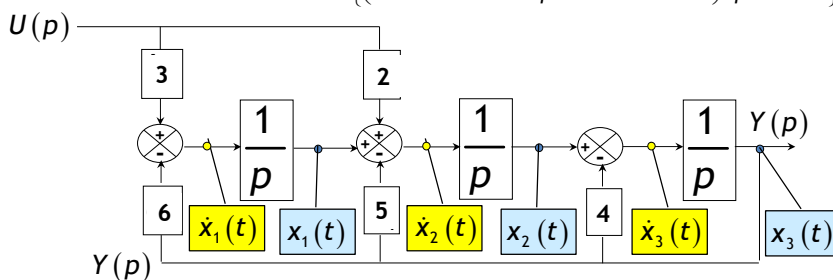 U(p)
3 2
+ - + + - + -
1/p 1/p 1/p Y(p)
6 5 4
ẋ₁(t) x₁(t) ẋ₂(t) x₂(t) ẋ₃(t) x₃(t)
Y(p)